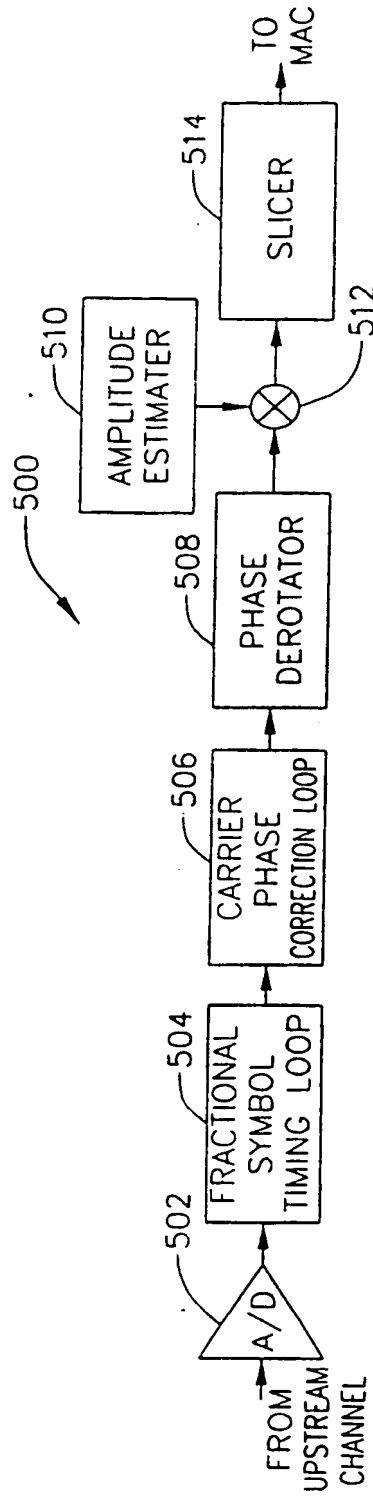 500
FROM
UPSTREAM
CHANNEL
502
A/D
504
FRACTIONAL
SYMBOL
TIMING LOOP
506
CARRIER
PHASE
CORRECTION LOOP
508
PHASE
DEROTATOR
510
AMPLITUDE
ESTIMATER
512
514
SLICER
TO
MAC